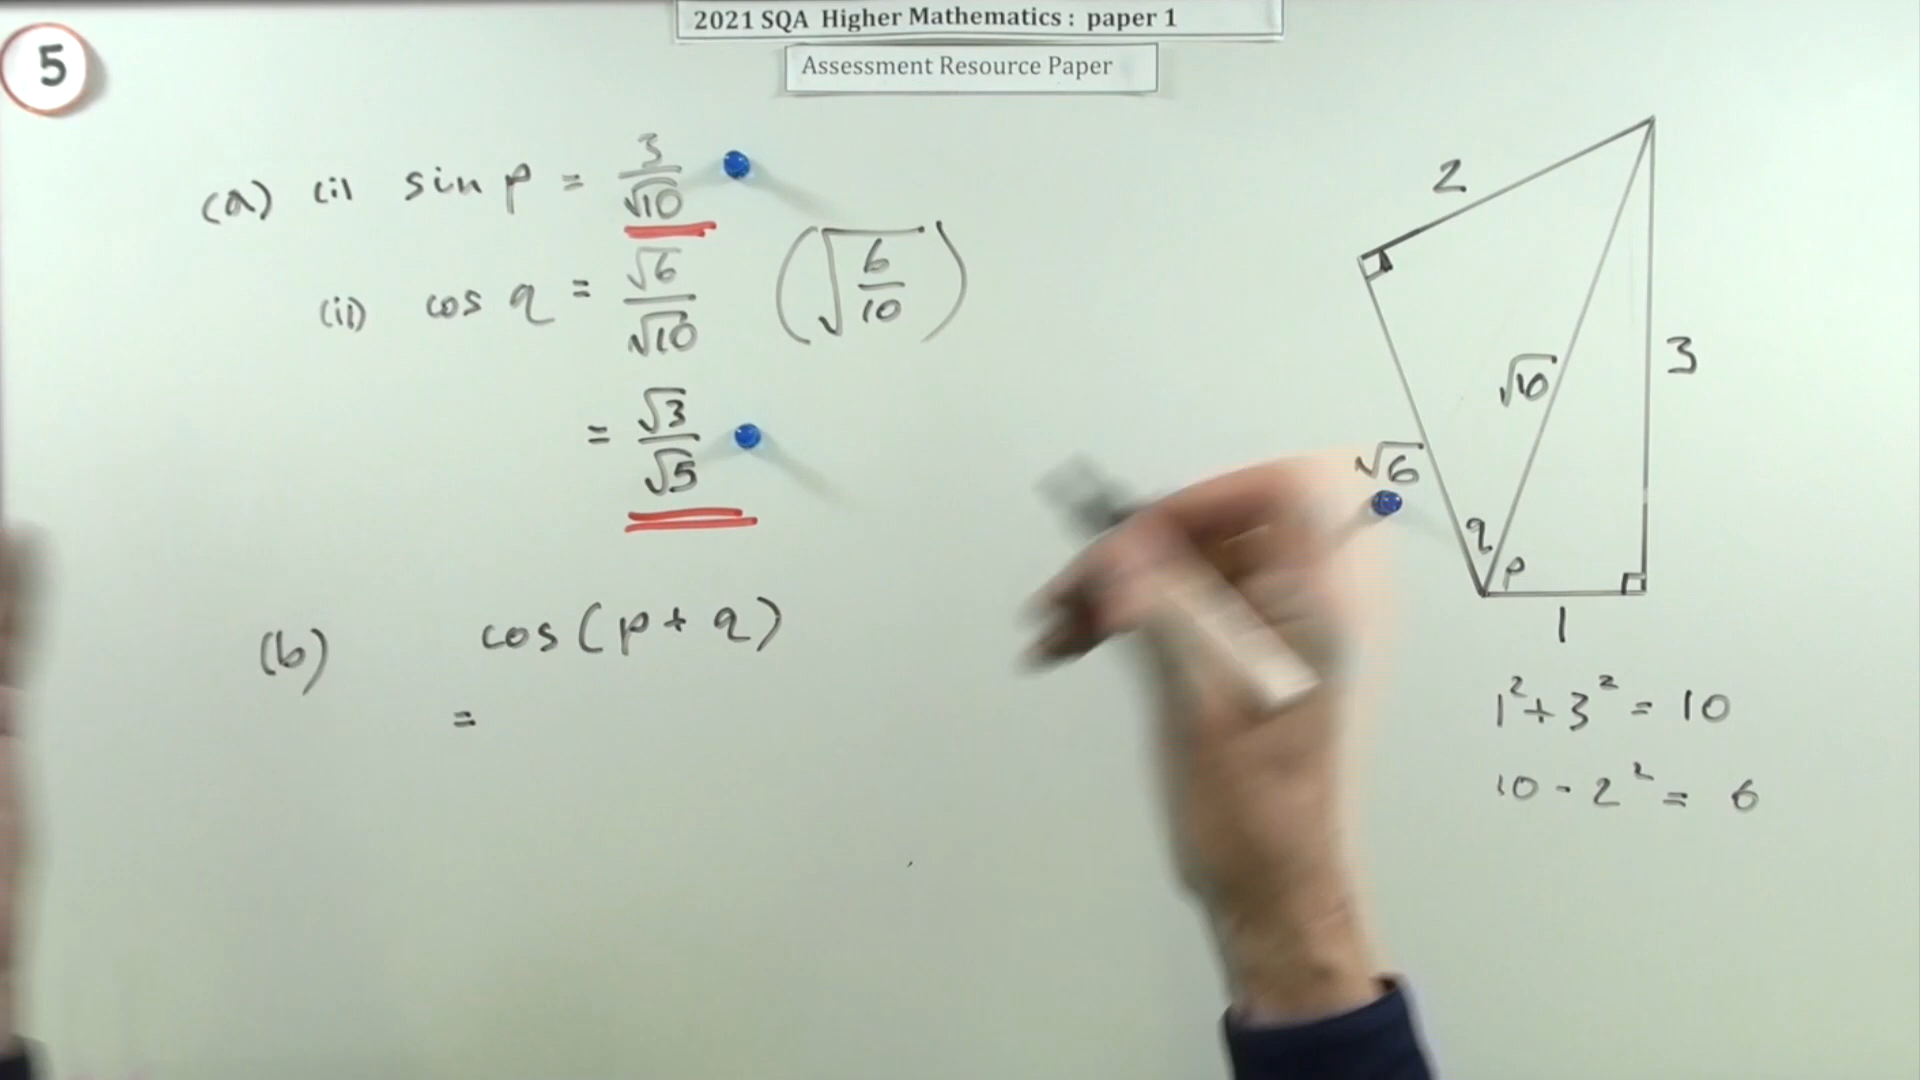 2021 SQA Higher Mathematics : paper 1
Assessment Resource Paper
5
(a) (i) sin p = 3/√10
(ii) cos q = √6/√10 (√(6/10))
= √3/√5
(b) cos(p + q)
=
2
3
√10
√6
q
p
1
1² + 3² = 10
10 - 2² = 6